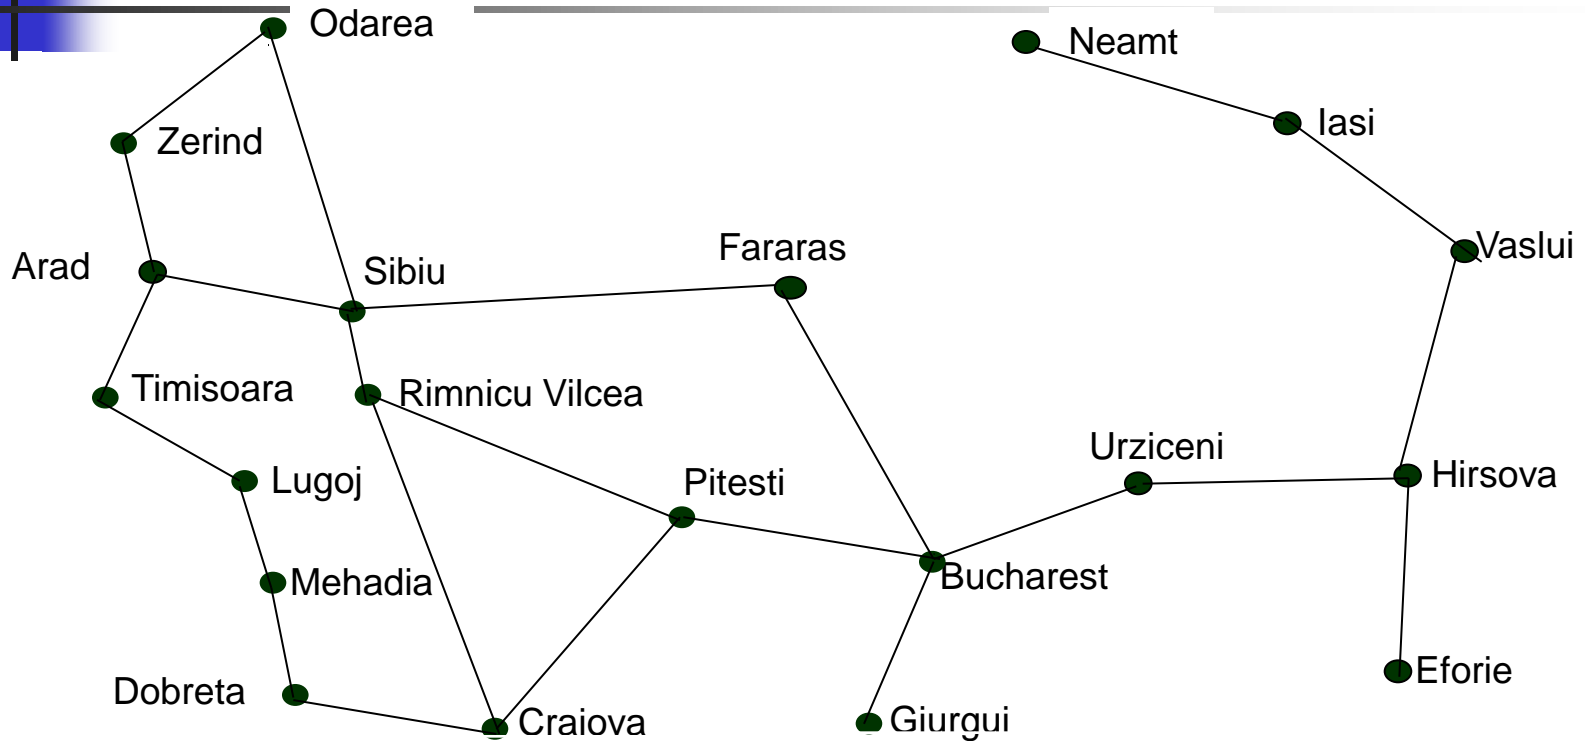 Odarea
Neamt
Iasi
Zerind
Vaslui
Fararas
Arad
Sibiu
Timisoara
Rimnicu Vilcea
Urziceni
Lugoj
Pitesti
Hirsova
Mehadia
Bucharest
Eforie
Dobreta
Craiova
Giurgui